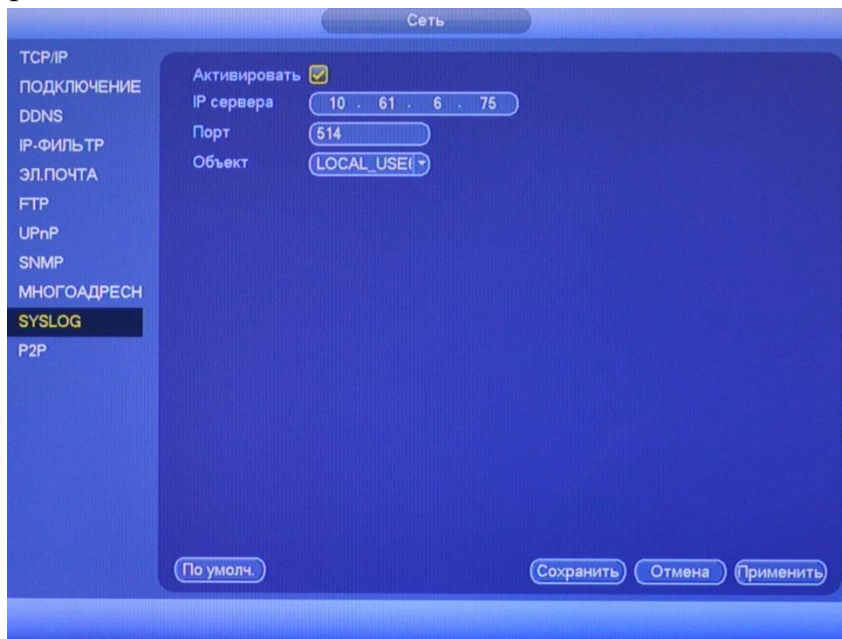 Сеть
TCP/IP
ПОДКЛЮЧЕНИЕ
DDNS
IP-ФИЛЬТР
ЭЛ.ПОЧТА
FTP
UPnP
SNMP
МНОГОАДРЕСН
SYSLOG
P2P
Активировать
IP сервера 10 . 61 . 6 . 75
Порт 514
Объект LOCAL_USE(
По умолч. Сохранить Отмена Применить